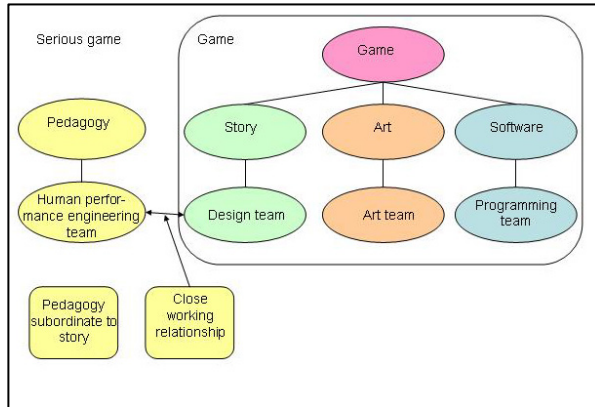 Serious game
Game
Game
Pedagogy
Story
Art
Software
Human perfor-
mance engineering
team
Design team
Art team
Programming
team
Pedagogy
subordinate to
story
Close
working
relationship